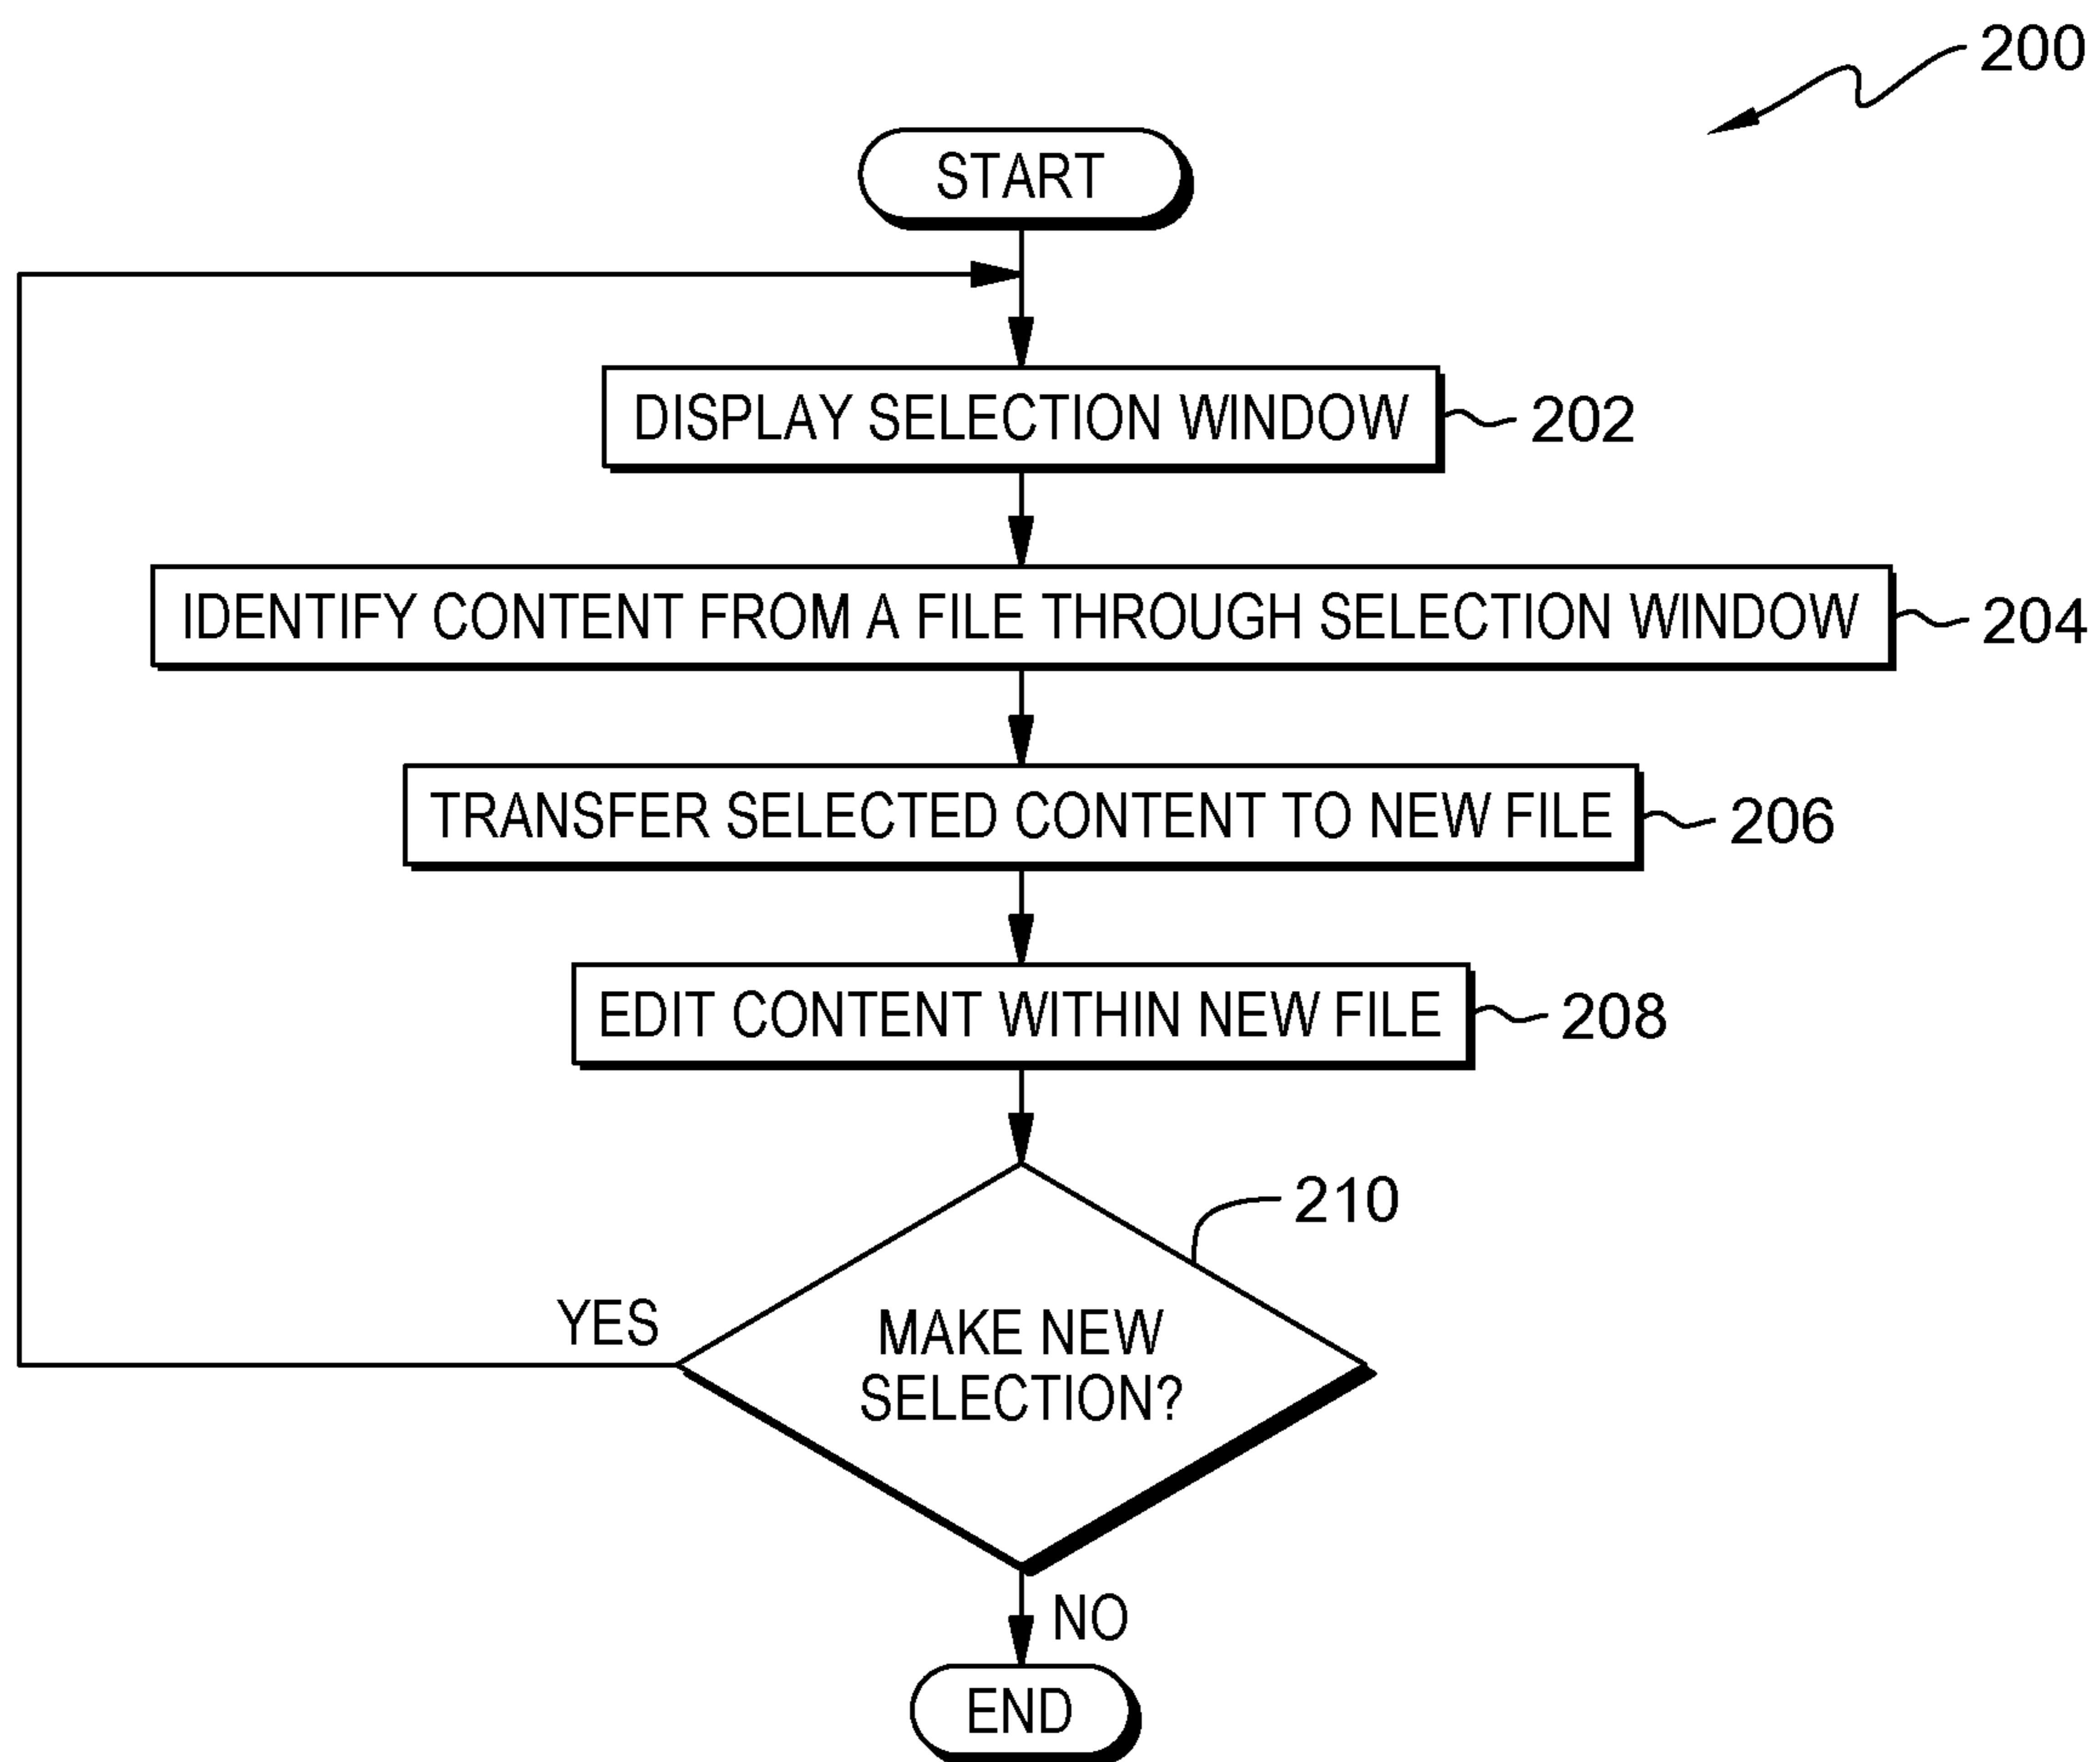 200
START
DISPLAY SELECTION WINDOW
202
IDENTIFY CONTENT FROM A FILE THROUGH SELECTION WINDOW
204
TRANSFER SELECTED CONTENT TO NEW FILE
206
EDIT CONTENT WITHIN NEW FILE
208
210
YES
MAKE NEW
SELECTION?
NO
END